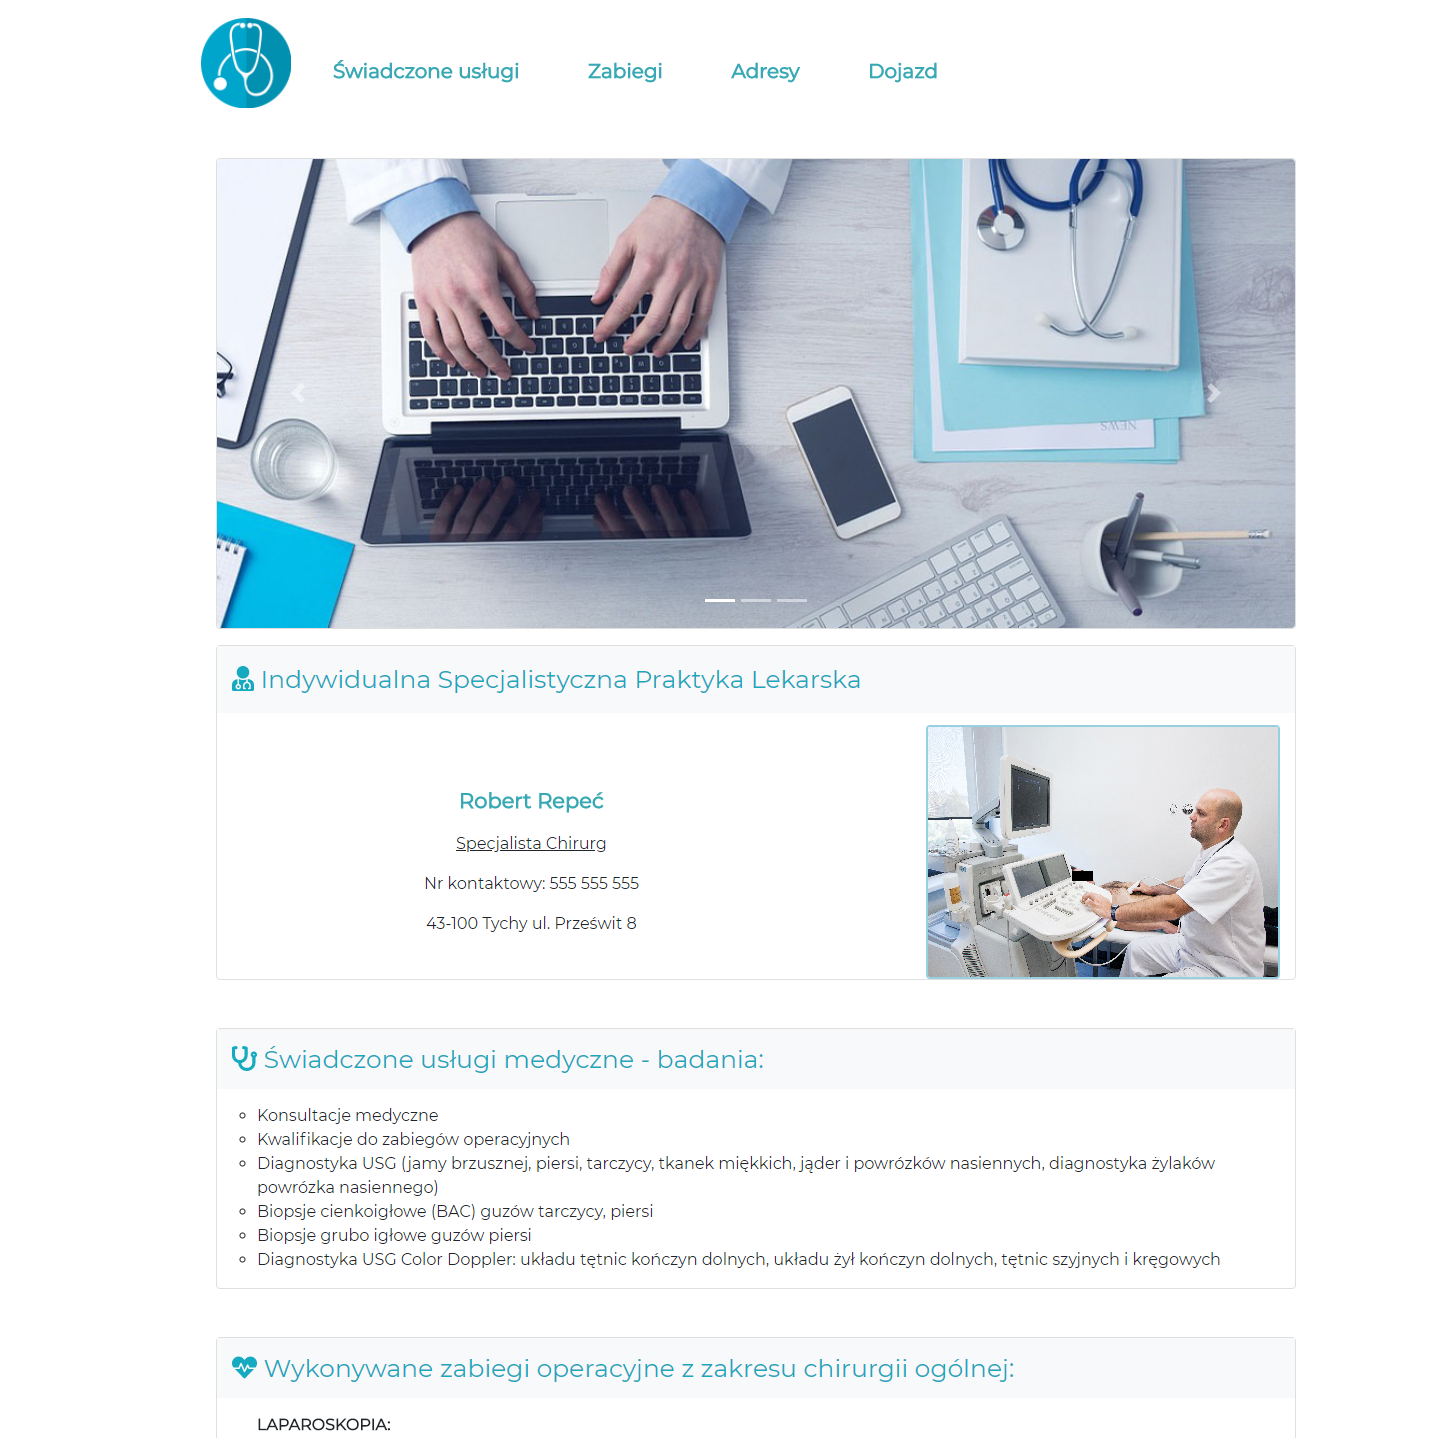 Świadczone usługi
Zabiegi
Adresy
Dojazd
NEWS
Indywidualna Specjalistyczna Praktyka Lekarska
Robert Repeć
Specjalista Chirurg
Nr kontaktowy: 555 555 555
43-100 Tychy ul. Prześwit 8
Świadczone usługi medyczne - badania:
Konsultacje medyczne
Kwalifikacje do zabiegów operacyjnych
Diagnostyka USG (jamy brzusznej, piersi, tarczycy, tkanek miękkich, jąder i powrózków nasiennych, diagnostyka żylaków
powrózka nasiennego)
Biopsje cienkoigłowe (BAC) guzów tarczycy, piersi
Biopsje grubo igłowe guzów piersi
Diagnostyka USG Color Doppler: układu tętnic kończyn dolnych, układu żył kończyn dolnych, tętnic szyjnych i kręgowych
Wykonywane zabiegi operacyjne z zakresu chirurgii ogólnej:
LAPAROSKOPIA: